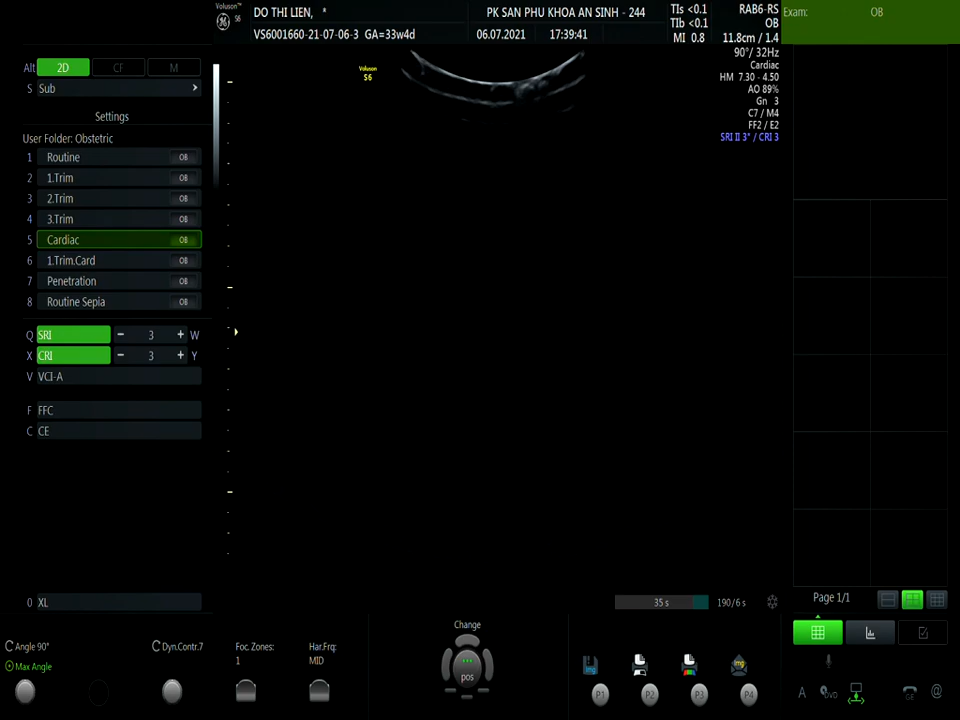 Voluson™
S6
DO THI LIEN, *
PK SAN PHU KHOA AN SINH - 244
VS6001660-21-07-06-3 GA=33w4d
06.07.2021 17:39:41
TIs <0.1
TIb <0.1
MI 0.8
RAB6-RS
OB
11.8cm / 1.4
90°/ 32Hz
Cardiac
HM 7.30 - 4.50
AO 89%
Gn 3
C7 / M4
FF2 / E2
SRI II 3* / CRI 3
Exam: OB
Voluson
S6
Alt 2D CF M
S Sub
Settings
User Folder: Obstetric
1 Routine OB
2 1.Trim OB
3 2.Trim OB
4 3.Trim OB
5 Cardiac OB
6 1.Trim.Card OB
7 Penetration OB
8 Routine Sepia OB
Q SRI - 3 + W
X CRI - 3 + Y
V VCI-A
F FFC
C CE
0 XL
35 s 190/6 s
Page 1/1
Angle 90°
Max Angle
Dyn.Contr.7
Foc. Zones:
1
Har.Frq:
MID
Change
pos
img
img
P1 P2 P3 P4
A DVD GE @